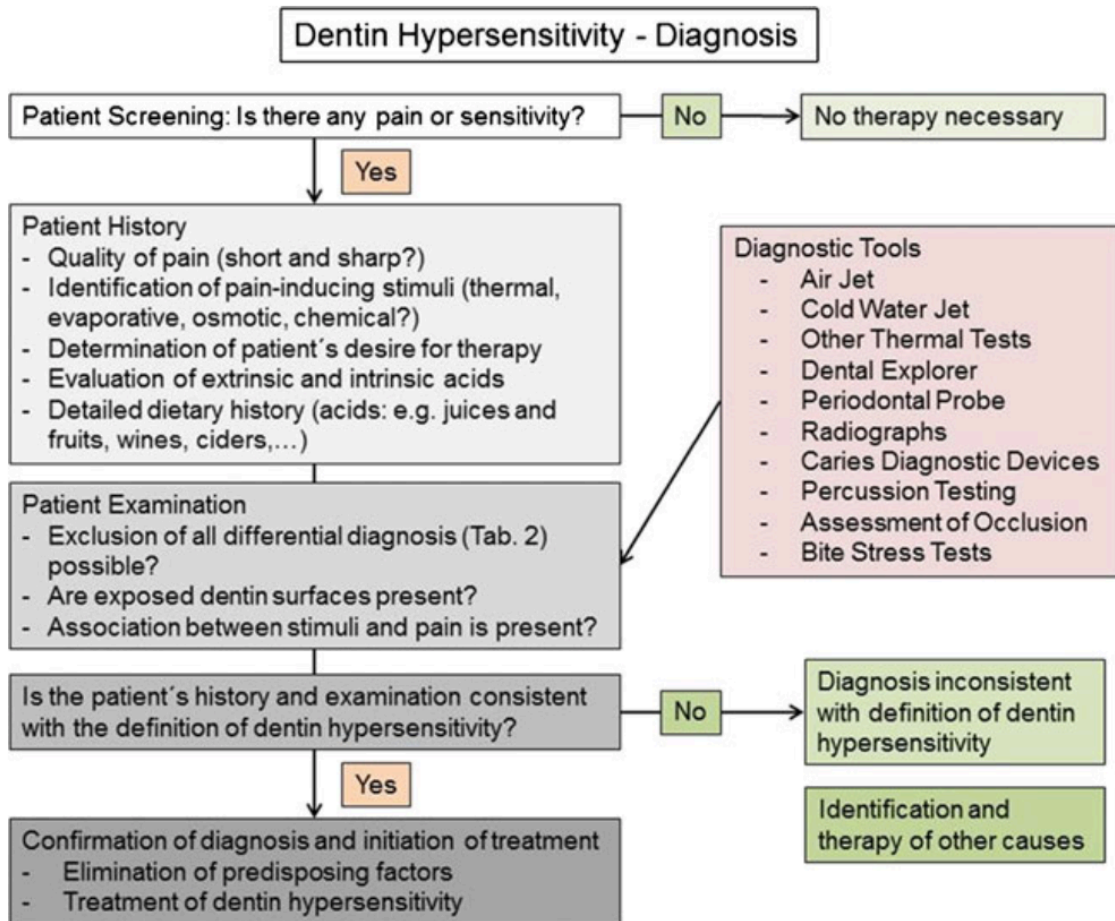 Dentin Hypersensitivity - Diagnosis
Patient Screening: Is there any pain or sensitivity?
No
No therapy necessary
Yes
Patient History
- Quality of pain (short and sharp?)
- Identification of pain-inducing stimuli (thermal,
evaporative, osmotic, chemical?)
- Determination of patient´s desire for therapy
- Evaluation of extrinsic and intrinsic acids
- Detailed dietary history (acids: e.g. juices and
fruits, wines, ciders,…)
Diagnostic Tools
- Air Jet
- Cold Water Jet
- Other Thermal Tests
- Dental Explorer
- Periodontal Probe
- Radiographs
- Caries Diagnostic Devices
- Percussion Testing
- Assessment of Occlusion
- Bite Stress Tests
Patient Examination
- Exclusion of all differential diagnosis (Tab. 2)
possible?
- Are exposed dentin surfaces present?
- Association between stimuli and pain is present?
Is the patient´s history and examination consistent
with the definition of dentin hypersensitivity?
No
Diagnosis inconsistent
with definition of dentin
hypersensitivity
Yes
Identification and
therapy of other causes
Confirmation of diagnosis and initiation of treatment
- Elimination of predisposing factors
- Treatment of dentin hypersensitivity